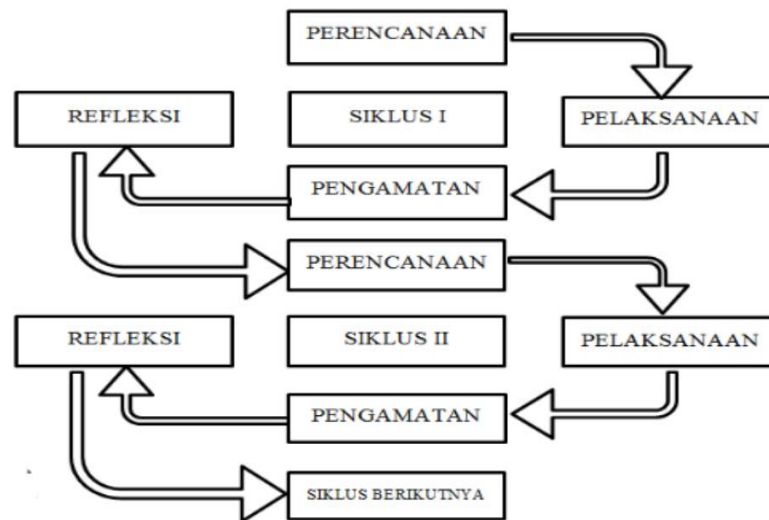 PERENCANAAN
REFLEKSI
SIKLUS I
PELAKSANAAN
PENGAMATAN
PERENCANAAN
REFLEKSI
SIKLUS II
PELAKSANAAN
PENGAMATAN
SIKLUS BERIKUTNYA